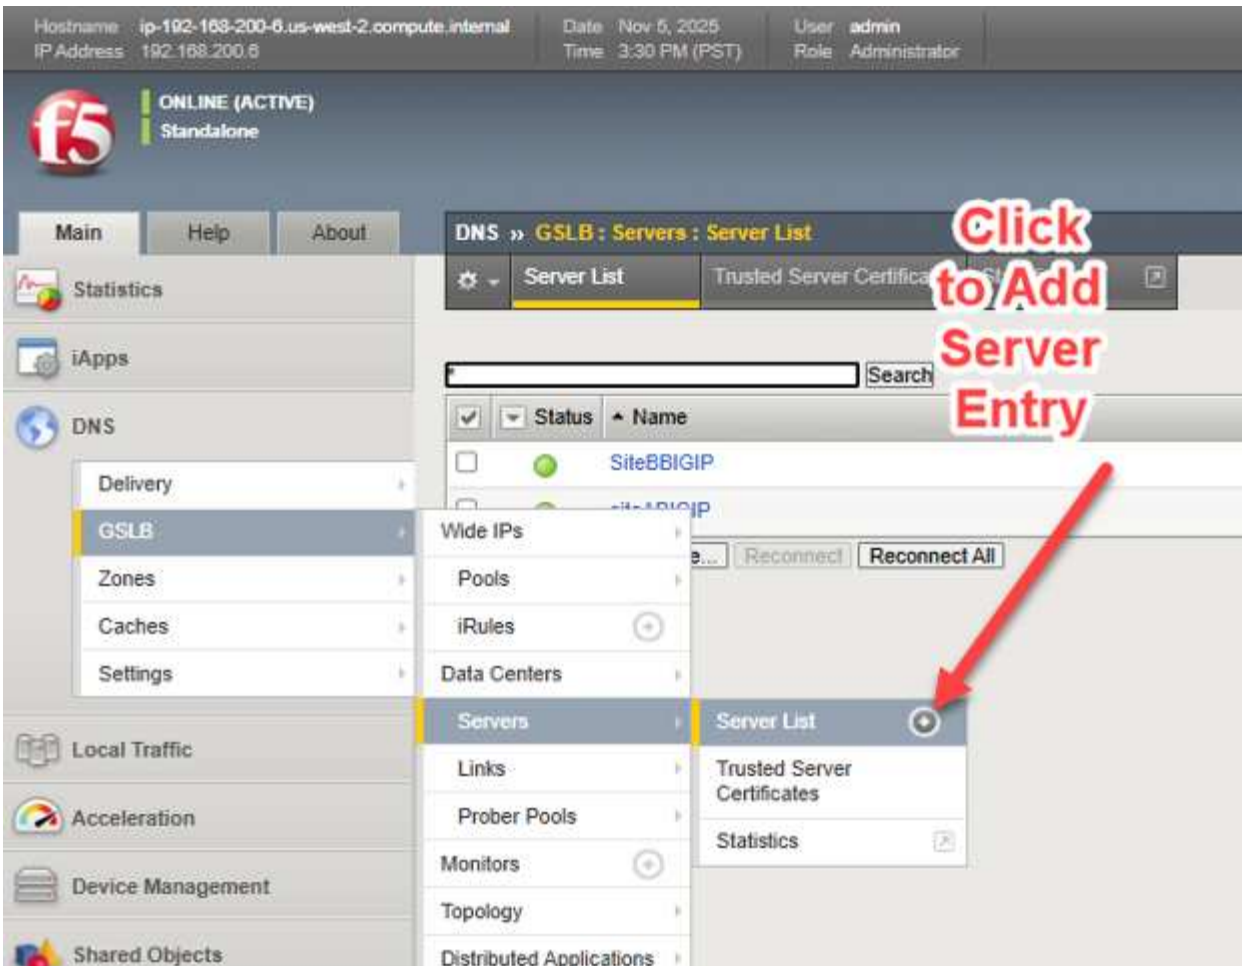 Hostname ip-192-168-200-6.us-west-2.compute.internal Date Nov 5, 2025 User admin
IP Address 192.168.200.6 Time 3:30 PM (PST) Role Administrator
f5
ONLINE (ACTIVE)
Standalone
Main Help About
DNS » GSLB : Servers : Server List
Server List Trusted Server
Click
to Add
Server
Entry
Statistics
iApps
DNS
Search
Status Name
SiteBBIGIP
siteABIGIP
Reconnect Reconnect All
Delivery
GSLB
Zones
Caches
Settings
Wide IPs
Pools
iRules
Data Centers
Servers
Links
Prober Pools
Monitors
Topology
Distributed Applications
Server List
Trusted Server
Certificates
Statistics
Local Traffic
Acceleration
Device Management
Shared Objects